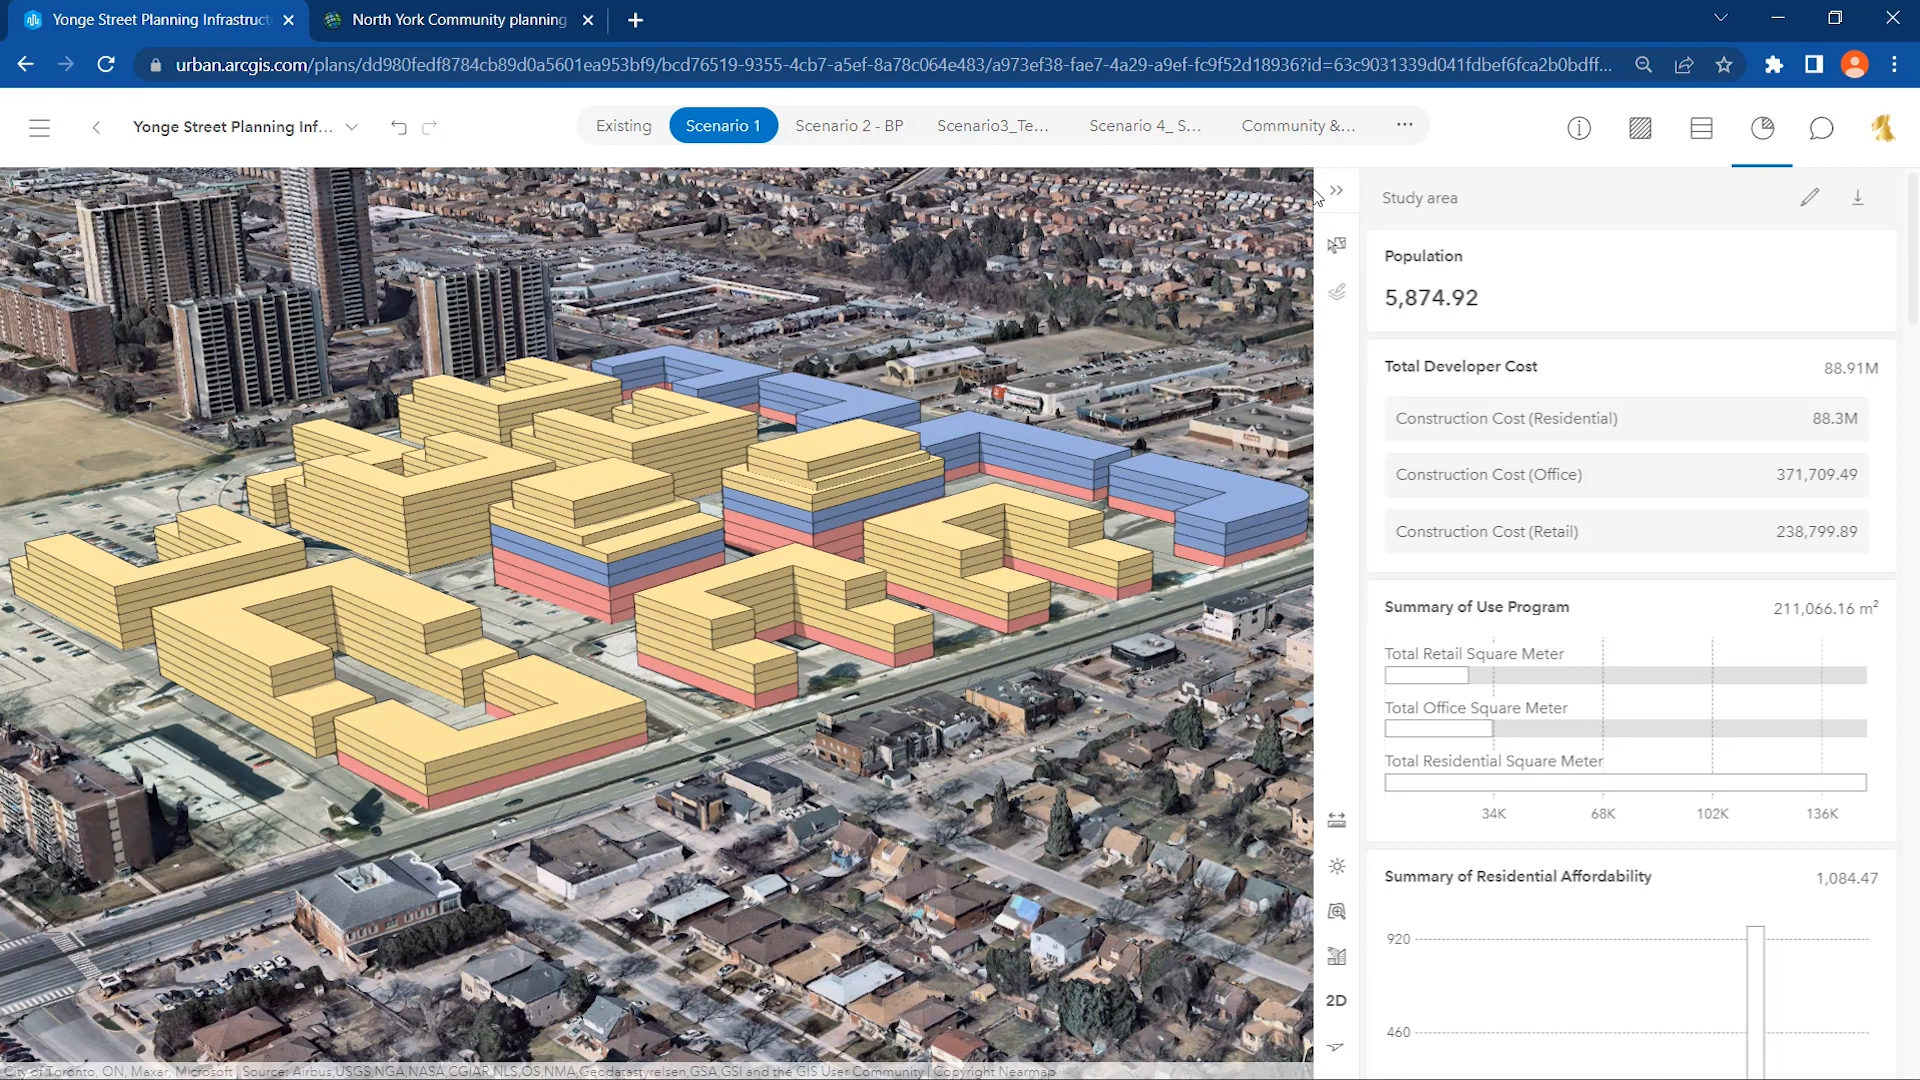 Yonge Street Planning Infrastruct
North York Community planning
urban.arcgis.com/plans/dd980fedf8784cb89d0a5601ea953bf9/bcd76519-9355-4cb7-a5ef-8a78c064e483/a973ef38-fae7-4a29-a9ef-fc9f52d18936?id=63c9031339d041fdbef6fca2b0bdff...
Yonge Street Planning Inf...
Existing
Scenario 1
Scenario 2 - BP
Scenario3_Te...
Scenario 4_ S...
Community &...
Study area
Population
5,874.92
Total Developer Cost 88.91M
Construction Cost (Residential) 88.3M
Construction Cost (Office) 371,709.49
Construction Cost (Retail) 238,799.89
Summary of Use Program 211,066.16 m²
Total Retail Square Meter
Total Office Square Meter
Total Residential Square Meter
34K 68K 102K 136K
Summary of Residential Affordability 1,084.47
920
460
2D
City of Toronto, ON, Maxar, Microsoft | Source: Airbus,USGS,NGA,NASA,CGIAR,NLS,OS,NMA,Geodatastyrelsen,GSA,GSI and the GIS User Community | Copyright Nearmap